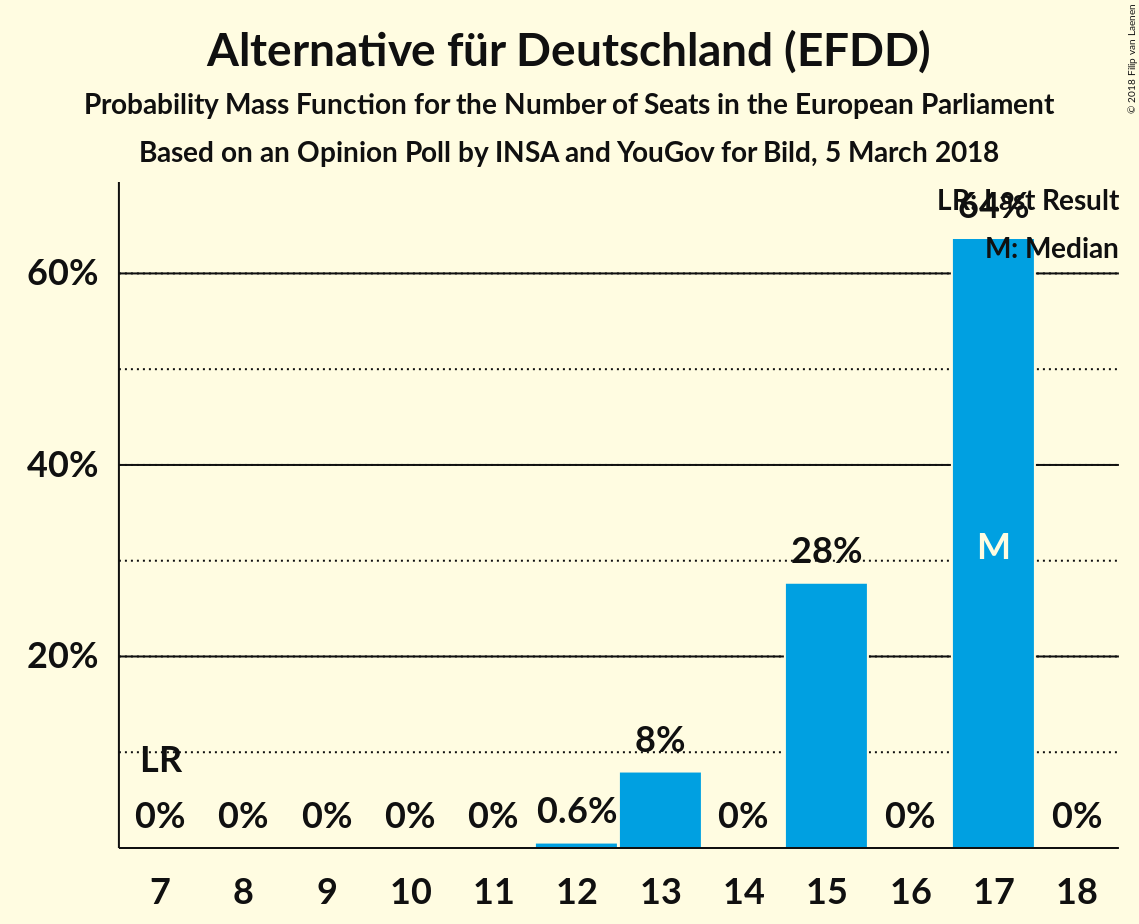 Alternative für Deutschland (EFDD)
Probability Mass Function for the Number of Seats in the European Parliament
Based on an Opinion Poll by INSA and YouGov for Bild, 5 March 2018
© 2018 Filip van Laenen
LR: Last Result
64%
M: Median
60%
40%
M
28%
20%
8%
LR
0% 0% 0% 0% 0% 0.6% 0% 0% 0%
7 8 9 10 11 12 13 14 15 16 17 18